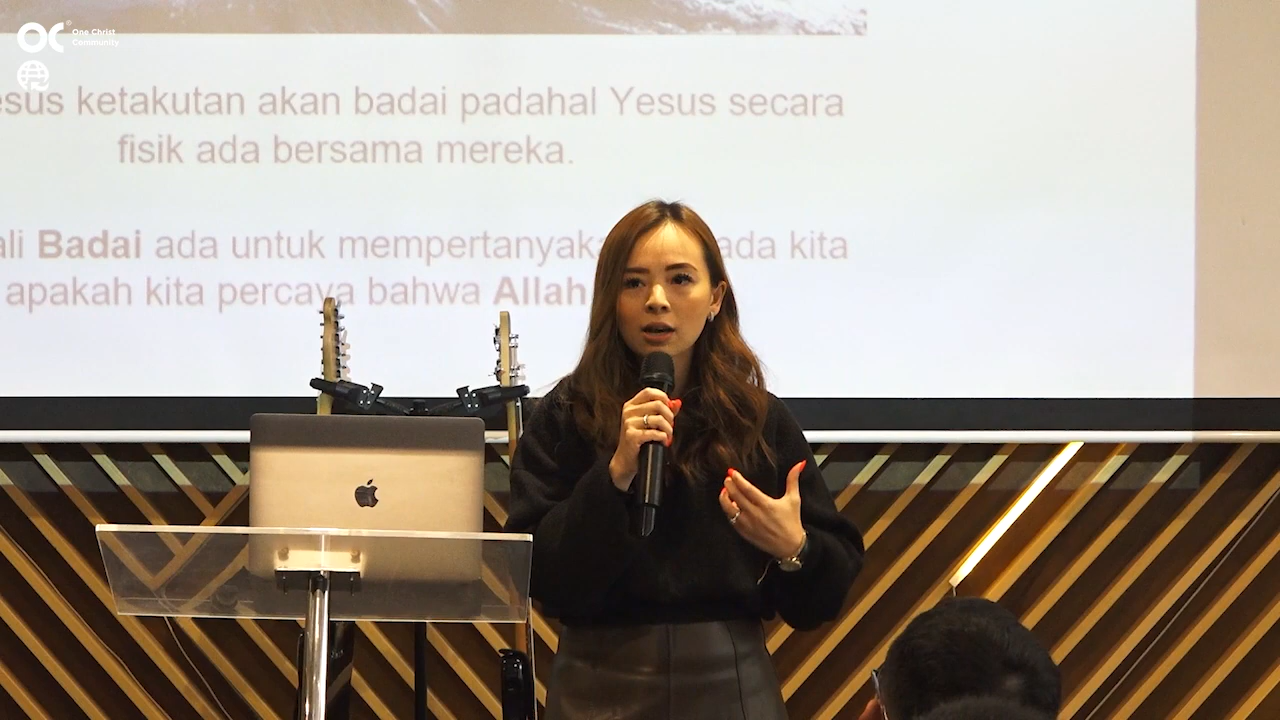 One Christ
Community
esus ketakutan akan badai padahal Yesus secara
fisik ada bersama mereka.
ali Badai ada untuk mempertanyaka ada kita
apakah kita percaya bahwa Allah